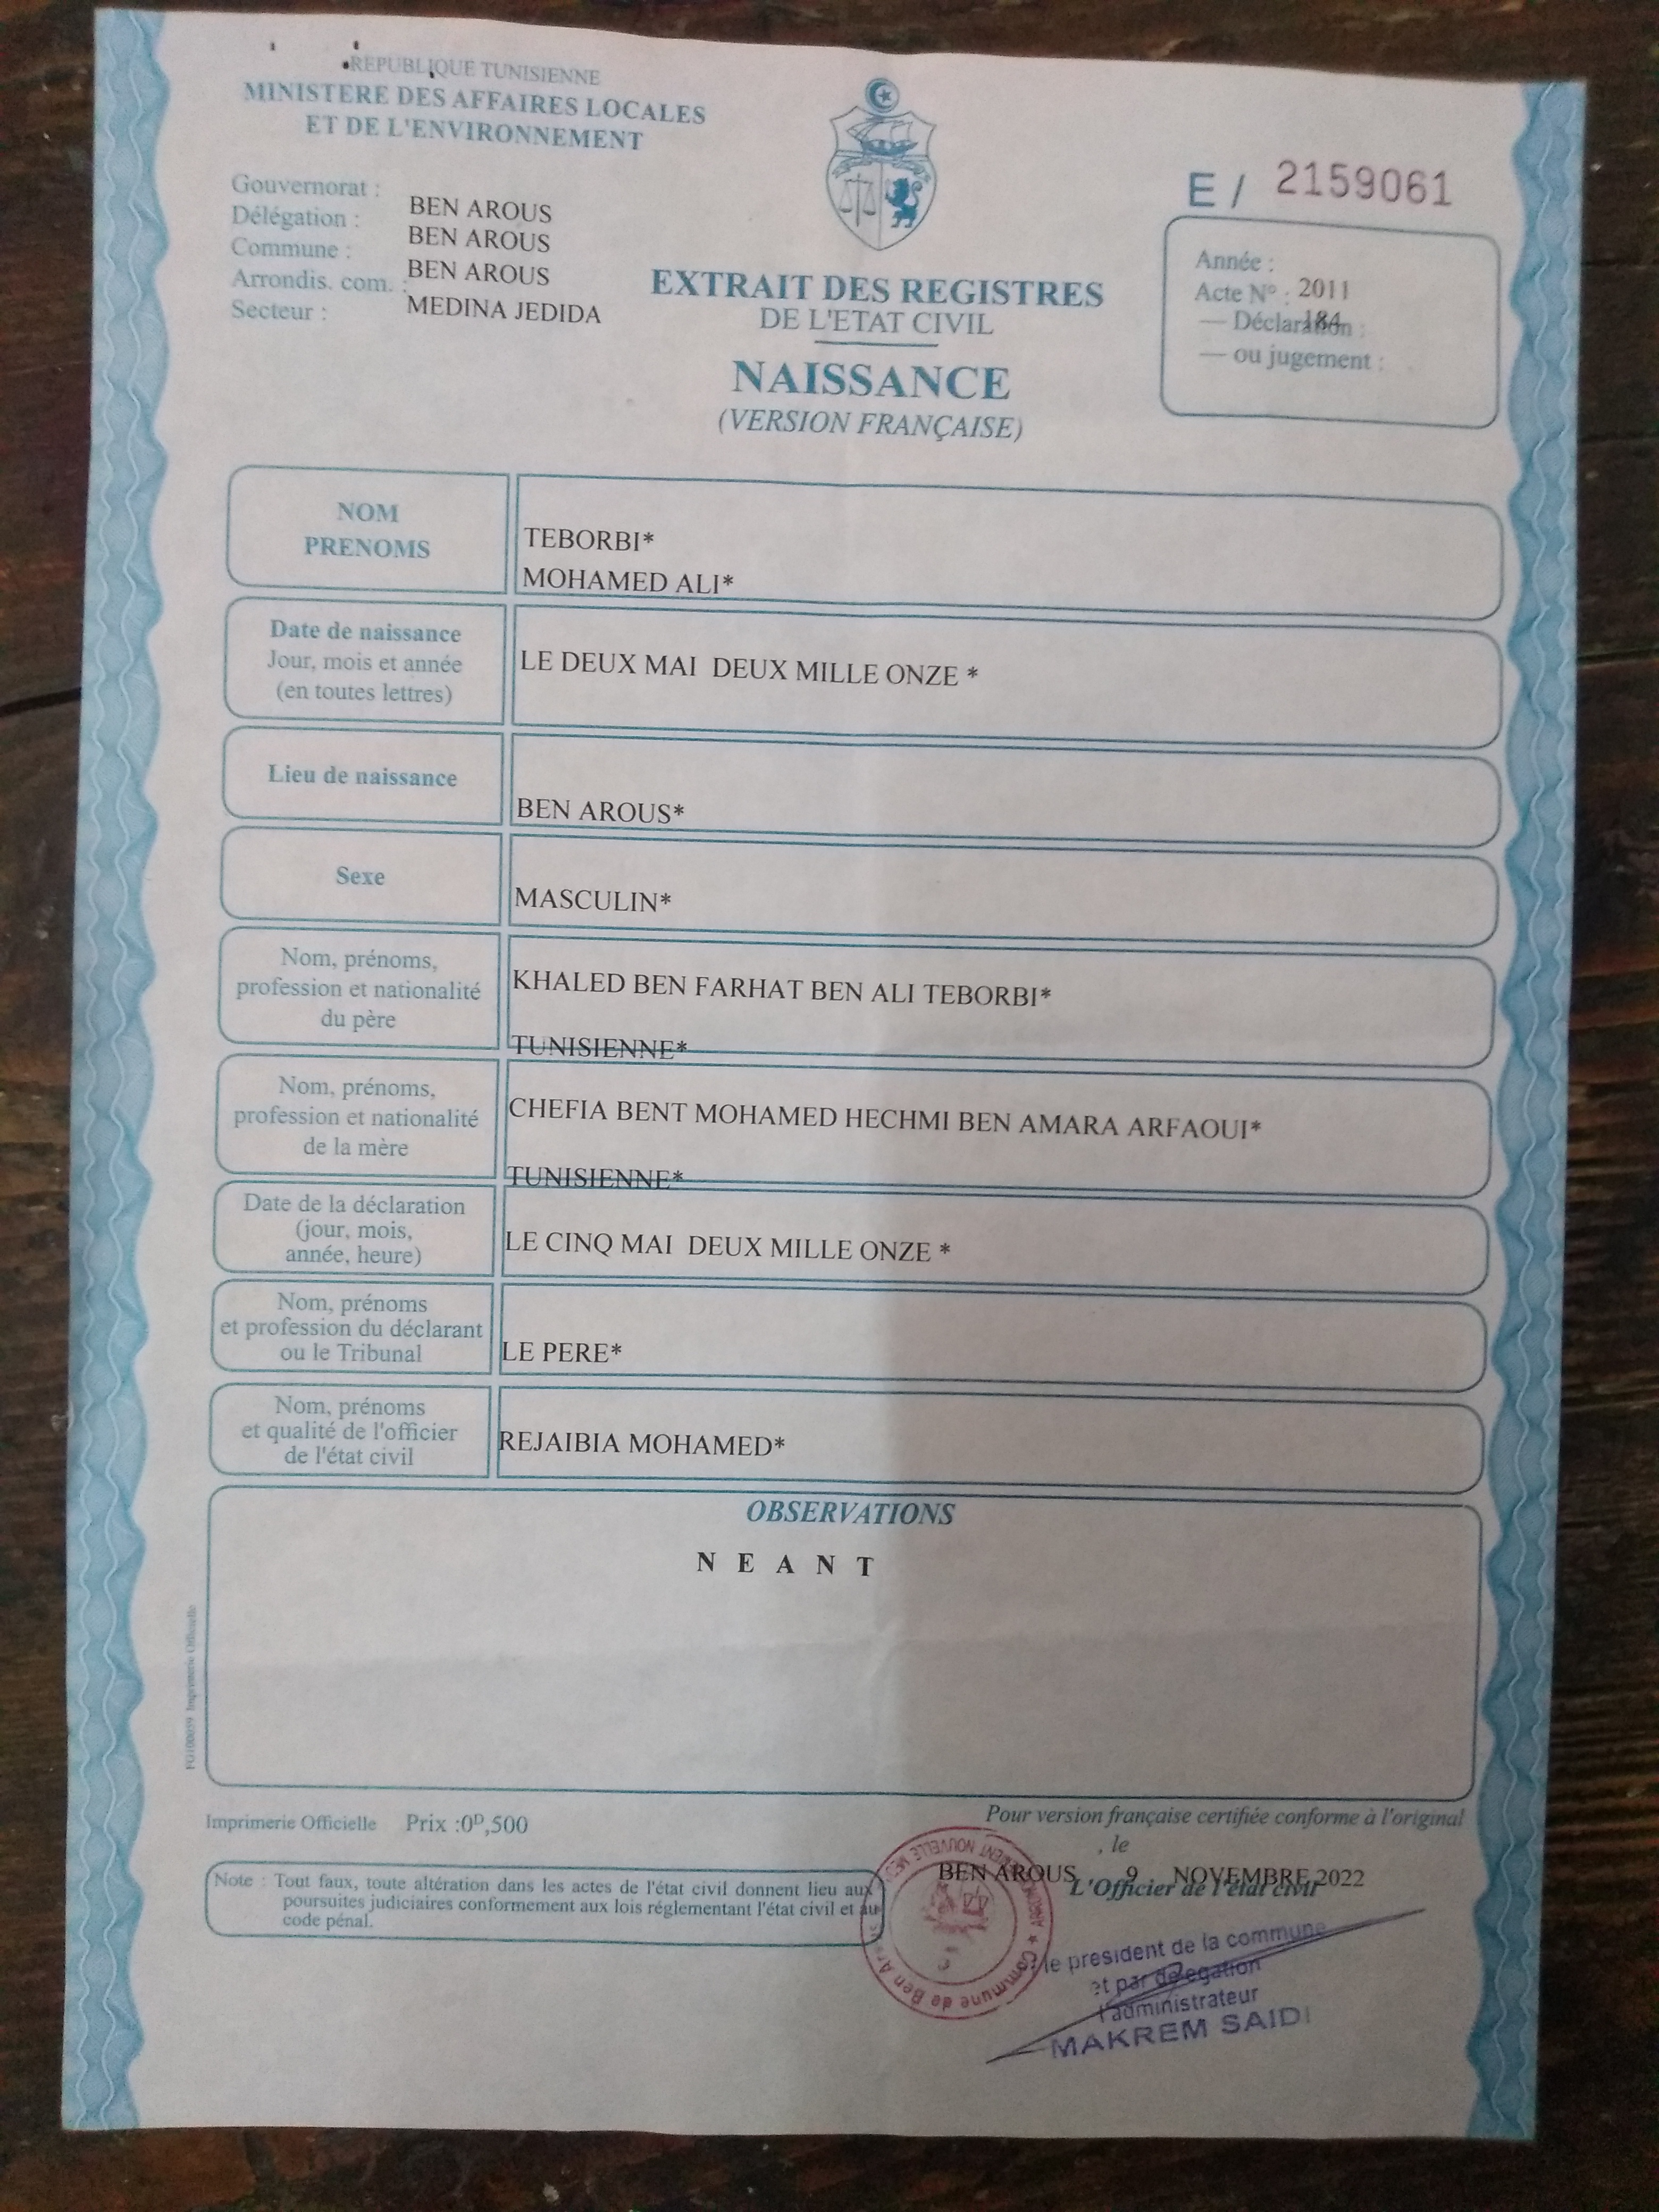 REPUBLIQUE TUNISIENNE
MINISTERE DES AFFAIRES LOCALES
ET DE L'ENVIRONNEMENT
Gouvernorat : BEN AROUS
Délégation : BEN AROUS
Commune : BEN AROUS
Arrondis. com. : MEDINA JEDIDA
Secteur :
E / 2159061
Année : 2011
Acte N° : 184
— Déclaration :
— ou jugement :
EXTRAIT DES REGISTRES
DE L'ETAT CIVIL
NAISSANCE
(VERSION FRANÇAISE)
NOM
PRENOMS
TEBORBI*
MOHAMED ALI*
Date de naissance
Jour, mois et année
(en toutes lettres)
LE DEUX MAI DEUX MILLE ONZE *
Lieu de naissance
BEN AROUS*
Sexe
MASCULIN*
Nom, prénoms,
profession et nationalité
du père
KHALED BEN FARHAT BEN ALI TEBORBI*
TUNISIENNE*
Nom, prénoms,
profession et nationalité
de la mère
CHEFIA BENT MOHAMED HECHMI BEN AMARA ARFAOUI*
TUNISIENNE*
Date de la déclaration
(jour, mois,
année, heure)
LE CINQ MAI DEUX MILLE ONZE *
Nom, prénoms
et profession du déclarant
ou le Tribunal
LE PERE*
Nom, prénoms
et qualité de l'officier
de l'état civil
REJAIBIA MOHAMED*
OBSERVATIONS
N E A N T
FG100039 Imprimerie Officielle
Imprimerie Officielle Prix :0D,500
Pour version française certifiée conforme à l'original
, le
BEN AROUS 9 NOVEMBRE 2022
L'Officier de l'état civil
Note : Tout faux, toute altération dans les actes de l'état civil donnent lieu aux
poursuites judiciaires conformement aux lois réglementant l'état civil et au
code pénal.
Commune de Ben Arous
le president de la commune
et par delegation
l'administrateur
MAKREM SAIDI